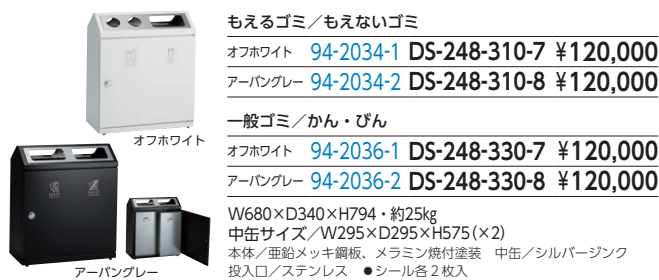 もえるゴミ／もえないゴミ
オフホワイト 94-2034-1 DS-248-310-7 ¥120,000
アーバングレー 94-2034-2 DS-248-310-8 ¥120,000
一般ゴミ／かん・びん
オフホワイト 94-2036-1 DS-248-330-7 ¥120,000
アーバングレー 94-2036-2 DS-248-330-8 ¥120,000
W680×D340×H794・約25kg
中缶サイズ／W295×D295×H575（×2）
本体／亜鉛メッキ鋼板、メラミン焼付塗装 中缶／シルバージンク
投入口／ステンレス ●シール各２枚入
オフホワイト
アーバングレー